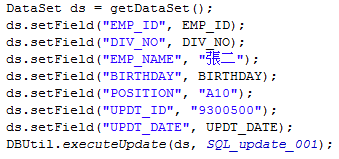 DataSet ds = getDataSet();
ds.setField("EMP_ID", EMP_ID);
ds.setField("DIV_NO", DIV_NO);
ds.setField("EMP_NAME", "張二");
ds.setField("BIRTHDAY", BIRTHDAY);
ds.setField("POSITION", "A10");
ds.setField("UPDT_ID", "9300500");
ds.setField("UPDT_DATE", UPDT_DATE);
DBUtil.executeUpdate(ds, SQL_update_001);